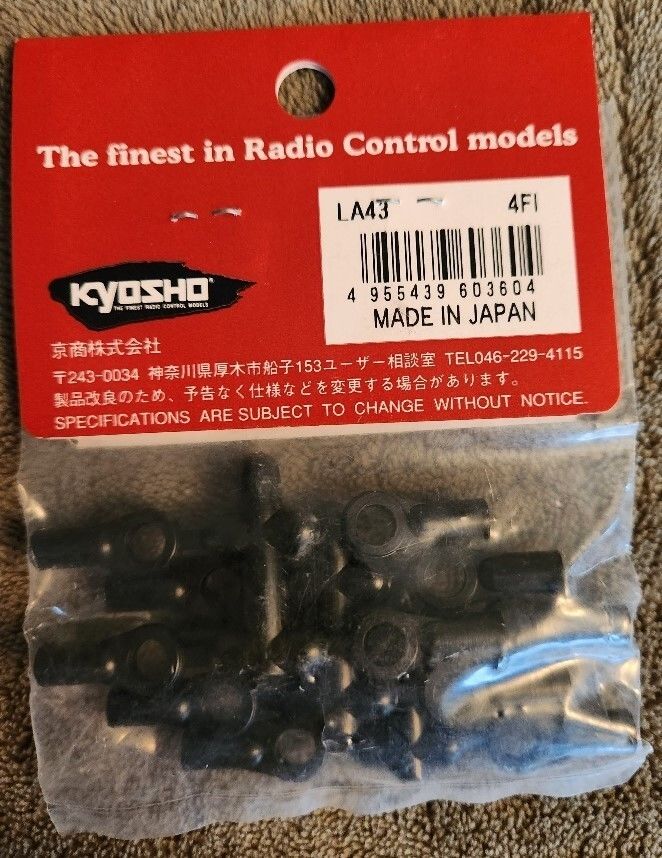 The finest in Radio Control models
LA43 4FI
4 955439 603604
MADE IN JAPAN
KYOSHO
THE FINEST RADIO CONTROL MODELS
京商株式会社
〒243-0034 神奈川県厚木市船子153ユーザー相談室 TEL046-229-4115
製品改良のため、予告なく仕様などを変更する場合があります。
SPECIFICATIONS ARE SUBJECT TO CHANGE WITHOUT NOTICE.